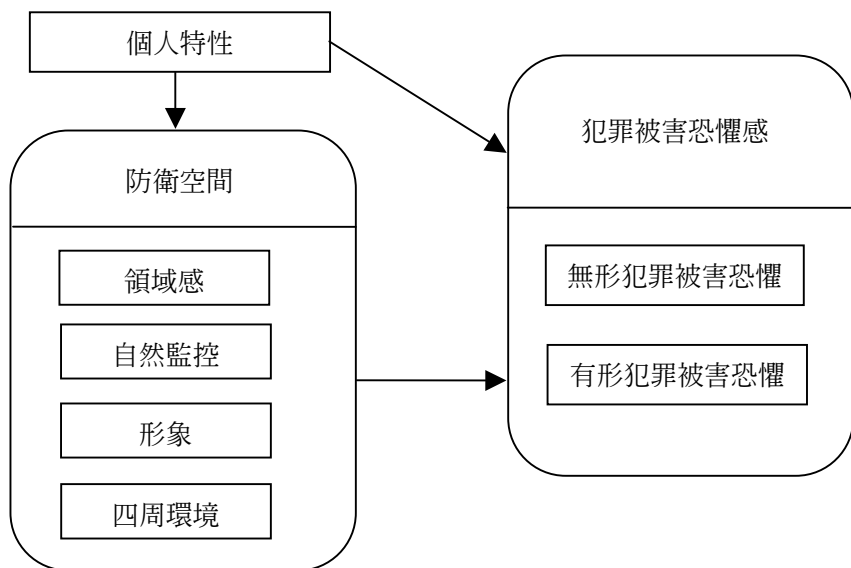 個人特性
防衛空間
領域感
自然監控
形象
四周環境
犯罪被害恐懼感
無形犯罪被害恐懼
有形犯罪被害恐懼